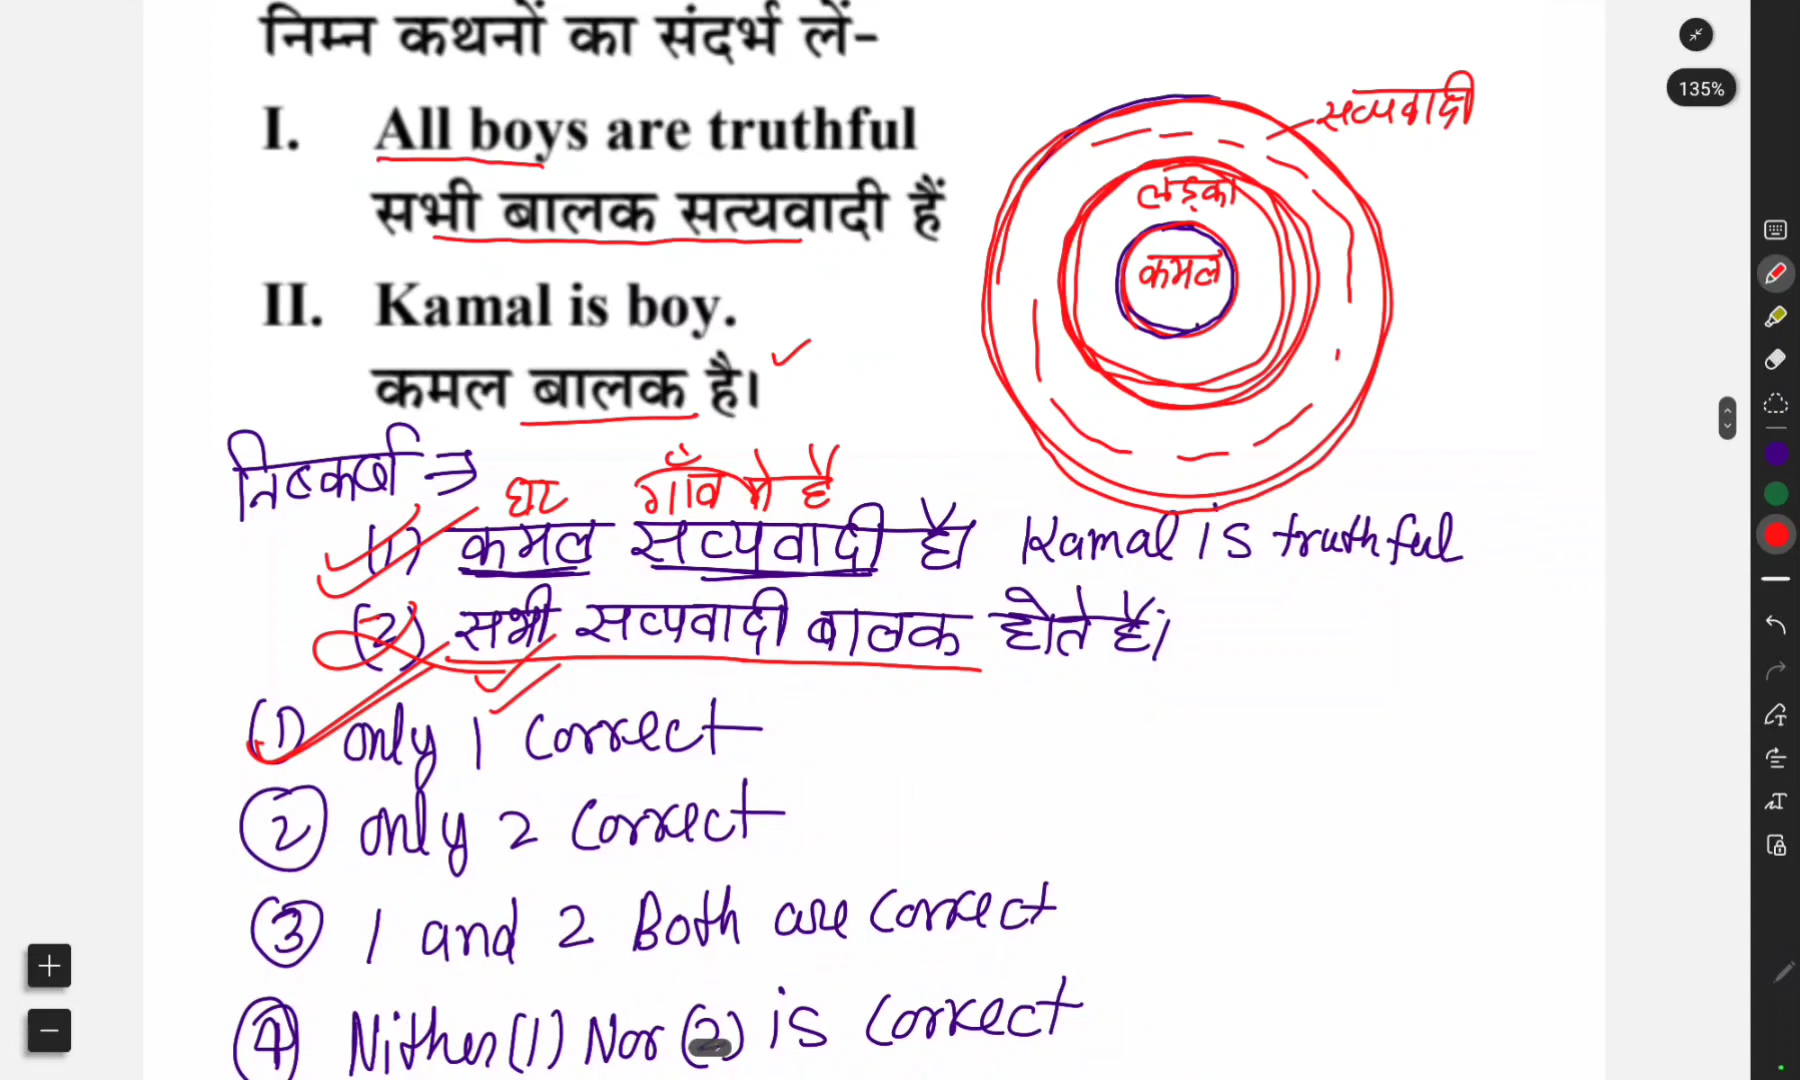 निम्न कथनों का संदर्भ लें-
I. All boys are truthful
सभी बालक सत्यवादी हैं
II. Kamal is boy.
कमल बालक है।
सत्यवादी
लड़का
कमल
निष्कर्ष →
घर गाँव में है
(1) कमल सत्यवादी है। Kamal is truthful
(2) सभी सत्यवादी बालक होते हैं।
(1) only 1 correct
(2) only 2 correct
(3) 1 and 2 Both are correct
(4) Nither (1) Nor (2) is correct
135%